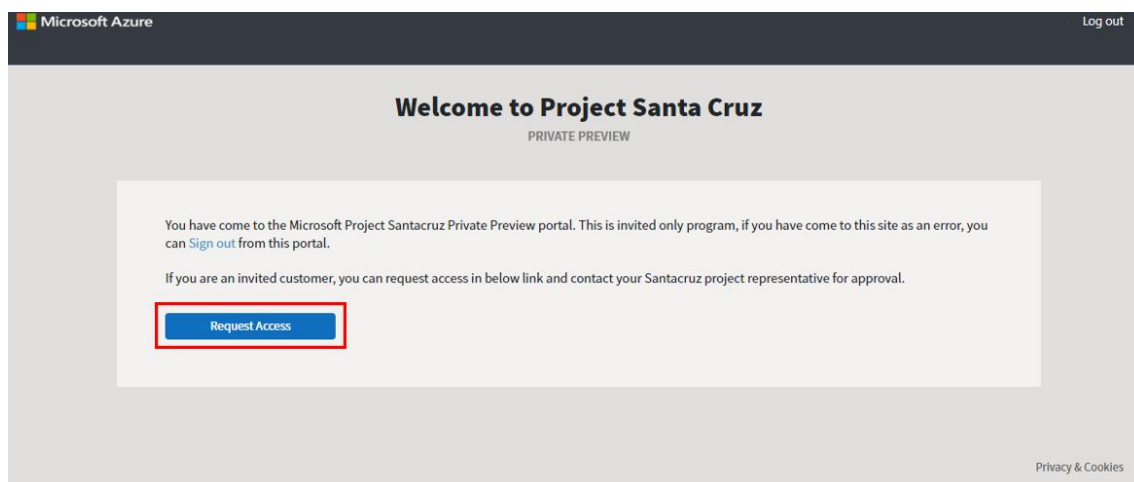 Microsoft Azure
Log out
Welcome to Project Santa Cruz
PRIVATE PREVIEW
You have come to the Microsoft Project Santacruz Private Preview portal. This is invited only program, if you have come to this site as an error, you
can Sign out from this portal.
If you are an invited customer, you can request access in below link and contact your Santacruz project representative for approval.
Request Access
Privacy & Cookies